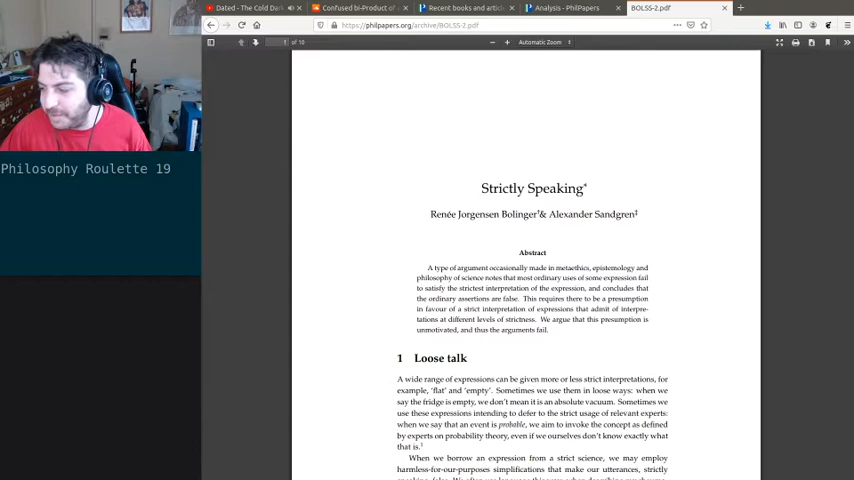 Dated - The Cold Dark
Confused bi-Product of
Recent books and article
Analysis - PhilPapers
BOLSS-2.pdf
https://philpapers.org/archive/BOLSS-2.pdf
of 10
Automatic Zoom
Philosophy Roulette 19
Strictly Speaking*
Renée Jorgensen Bolinger†& Alexander Sandgren‡
Abstract
A type of argument occasionally made in metaethics, epistemology and
philosophy of science notes that most ordinary uses of some expression fail
to satisfy the strictest interpretation of the expression, and concludes that
the ordinary assertions are false. This requires there to be a presumption
in favour of a strict interpretation of expressions that admit of interpre-
tations at different levels of strictness. We argue that this presumption is
unmotivated, and thus the arguments fail.
1 Loose talk
A wide range of expressions can be given more or less strict interpretations, for
example, 'flat' and 'empty'. Sometimes we use them in loose ways: when we
say the fridge is empty, we don't mean it is an absolute vacuum. Sometimes we
use these expressions intending to defer to the strict usage of relevant experts:
when we say that an event is probable, we aim to invoke the concept as defined
by experts on probability theory, even if we ourselves don't know exactly what
that is.¹
When we borrow an expression from a strict science, we may employ
harmless-for-our-purposes simplifications that make our utterances, strictly